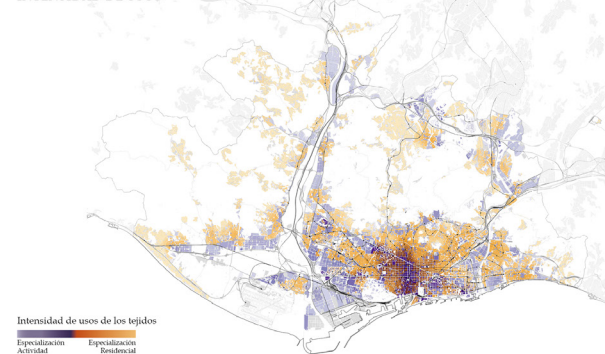 Intensidad de usos de los tejidos
Especialización Especialización
Actividad Residencial